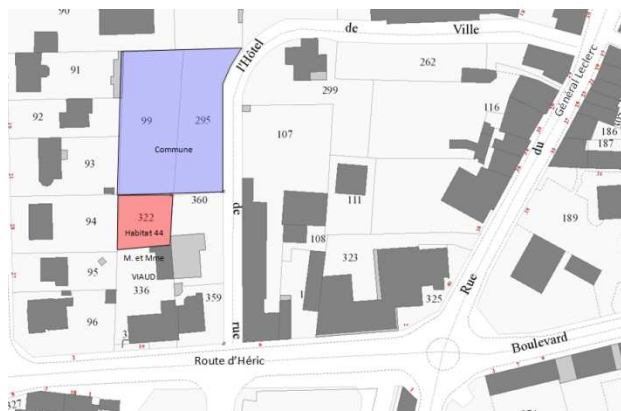 90
91
92
93
94
95
96
99
295
Commune
360
322
Habitat 44
M. et Mme
VIAUD
336
359
l'Hôtel
de
Ville
299
262
107
116
111
108
323
325
186
187
189
du
Général Leclerc
Rue
de
rue
Route d'Héric
Boulevard
327